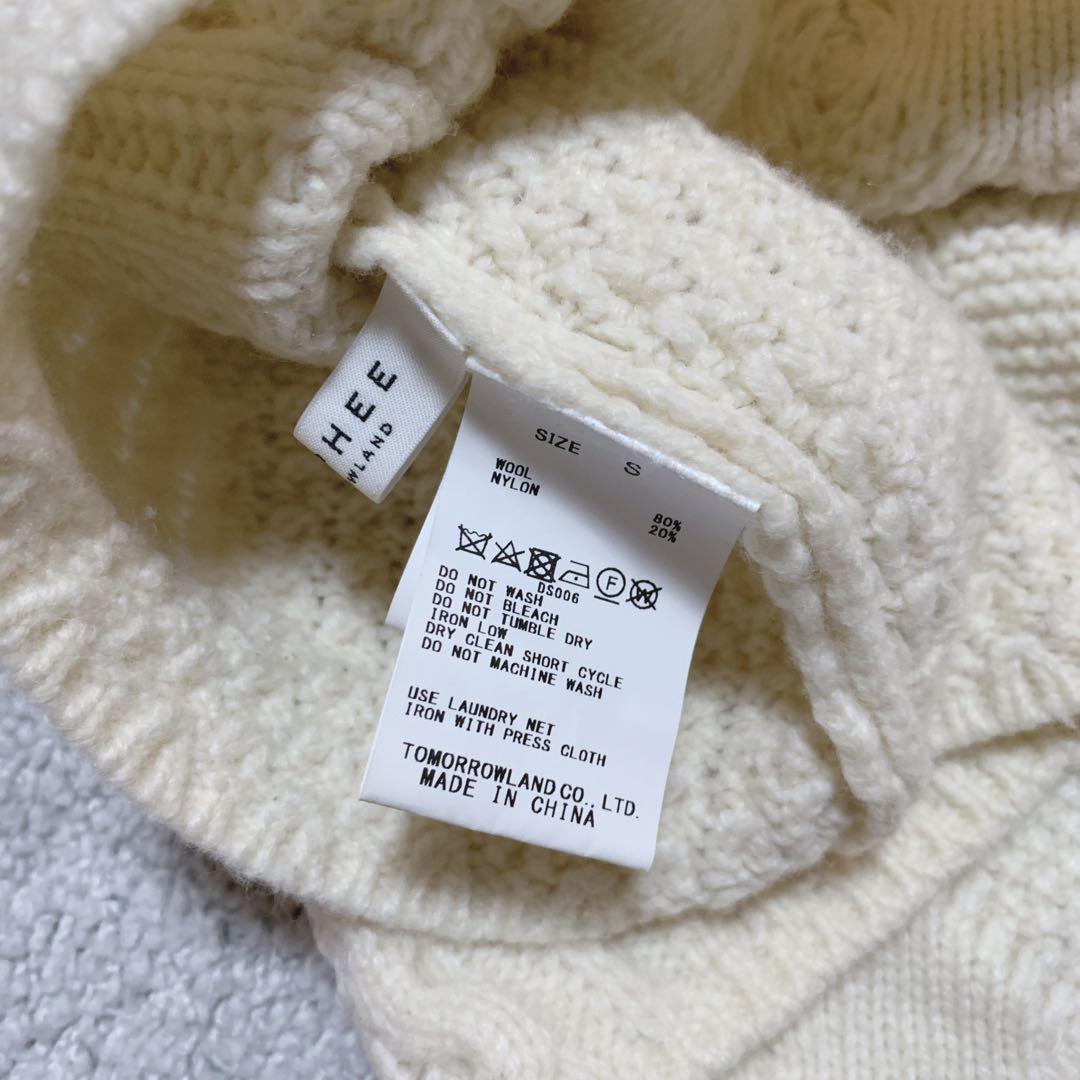 HEE
SIZE S
WOOL 80%
NYLON 20%
F W
DS006
DO NOT WASH
DO NOT BLEACH
DO NOT TUMBLE DRY
IRON LOW
DRY CLEAN SHORT CYCLE
DO NOT MACHINE WASH
USE LAUNDRY NET
IRON WITH PRESS CLOTH
TOMORROWLAND CO., LTD.
MADE IN CHINA